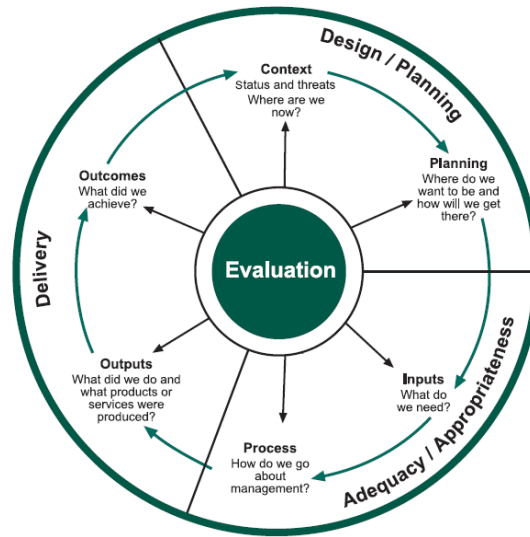 Design / Planning
Context
Status and threats
Where are we
now?
Planning
Where do we
want to be and
how will we get
there?
Outcomes
What did we
achieve?
Delivery
Evaluation
Outputs
What did we do and
what products or
services were
produced?
Inputs
What do
we need?
Process
How do we go
about
management?
Adequacy / Appropriateness